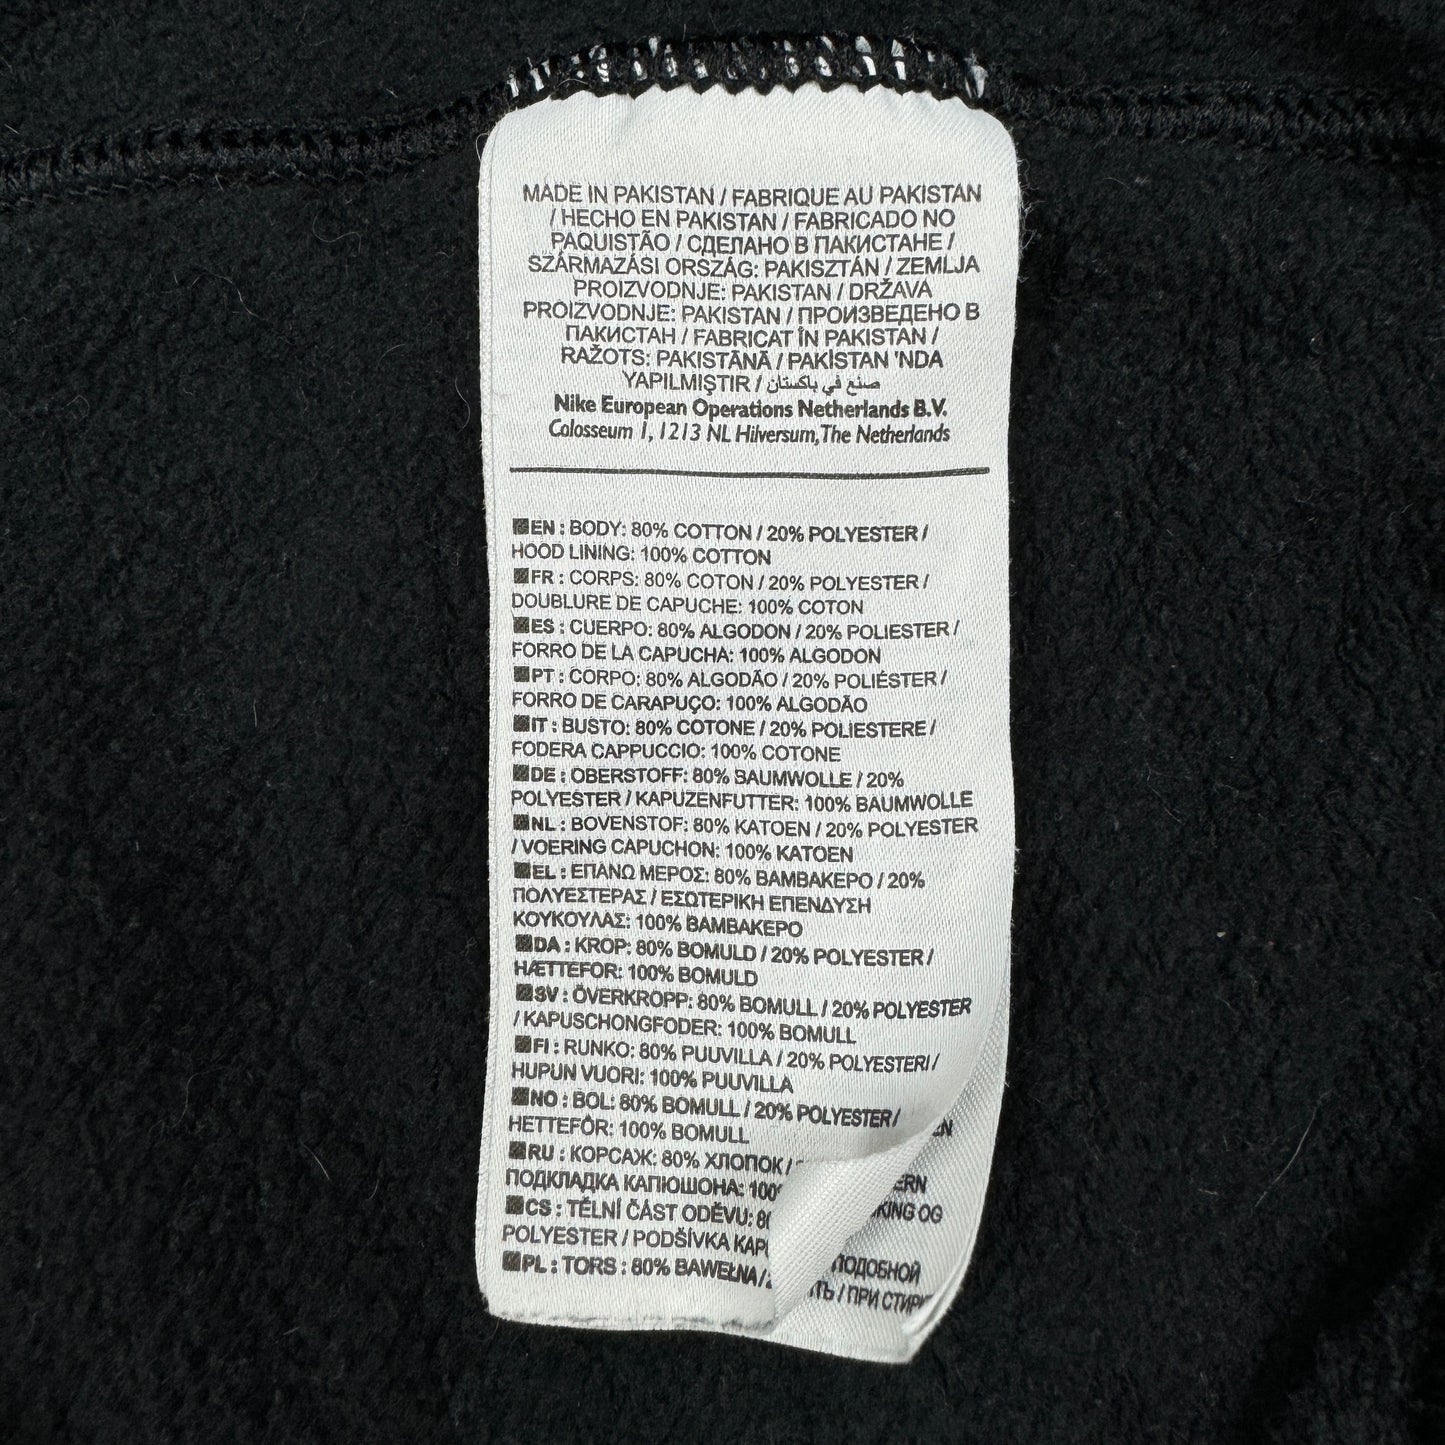 MADE IN PAKISTAN / FABRIQUE AU PAKISTAN
/ HECHO EN PAKISTAN / FABRICADO NO
PAQUISTÃO / СДЕЛАНО В ПАКИСТАНЕ /
SZÁRMAZÁSI ORSZÁG: PAKISZTÁN / ZEMLJA
PROIZVODNJE: PAKISTAN / DRŽAVA
PROIZVODNJE: PAKISTAN / ПРОИЗВЕДЕНО В
ПАКИСТАН / FABRICAT ÎN PAKISTAN /
RAŽOTS: PAKISTĀNĀ / PAKİSTAN 'NDA
YAPILMIŞTIR / صنع في باكستان
Nike European Operations Netherlands B.V.
Colosseum 1, 1213 NL Hilversum, The Netherlands
EN : BODY: 80% COTTON / 20% POLYESTER /
HOOD LINING: 100% COTTON
FR : CORPS: 80% COTON / 20% POLYESTER /
DOUBLURE DE CAPUCHE: 100% COTON
ES : CUERPO: 80% ALGODON / 20% POLIESTER /
FORRO DE LA CAPUCHA: 100% ALGODON
PT : CORPO: 80% ALGODÃO / 20% POLIÉSTER /
FORRO DE CARAPUÇO: 100% ALGODÃO
IT : BUSTO: 80% COTONE / 20% POLIESTERE /
FODERA CAPPUCCIO: 100% COTONE
DE : OBERSTOFF: 80% BAUMWOLLE / 20%
POLYESTER / KAPUZENFUTTER: 100% BAUMWOLLE
NL : BOVENSTOF: 80% KATOEN / 20% POLYESTER
/ VOERING CAPUCHON: 100% KATOEN
EL : ΕΠΑΝΩ ΜΕΡΟΣ: 80% ΒΑΜΒΑΚΕΡΟ / 20%
ΠΟΛΥΕΣΤΕΡΑΣ / ΕΣΩΤΕΡΙΚΗ ΕΠΕΝΔΥΣΗ
ΚΟΥΚΟΥΛΑΣ: 100% ΒΑΜΒΑΚΕΡΟ
DA : KROP: 80% BOMULD / 20% POLYESTER /
HÆTTEFOR: 100% BOMULD
SV : ÖVERKROPP: 80% BOMULL / 20% POLYESTER
/ KAPUSCHONGFODER: 100% BOMULL
FI : RUNKO: 80% PUUVILLA / 20% POLYESTERI /
HUPUN VUORI: 100% PUUVILLA
NO : BOL: 80% BOMULL / 20% POLYESTER /
HETTEFÔR: 100% BOMULL
RU : КОРСАЖ: 80% ХЛОПОК /
ПОДКЛАДКА КАПЮШОНА: 100
CS : TĚLNÍ ČÁST ODĚVU:
POLYESTER / PODŠÍVKA
PL : TORS : 80% BAWEŁNA /
OG
/ ПРИ